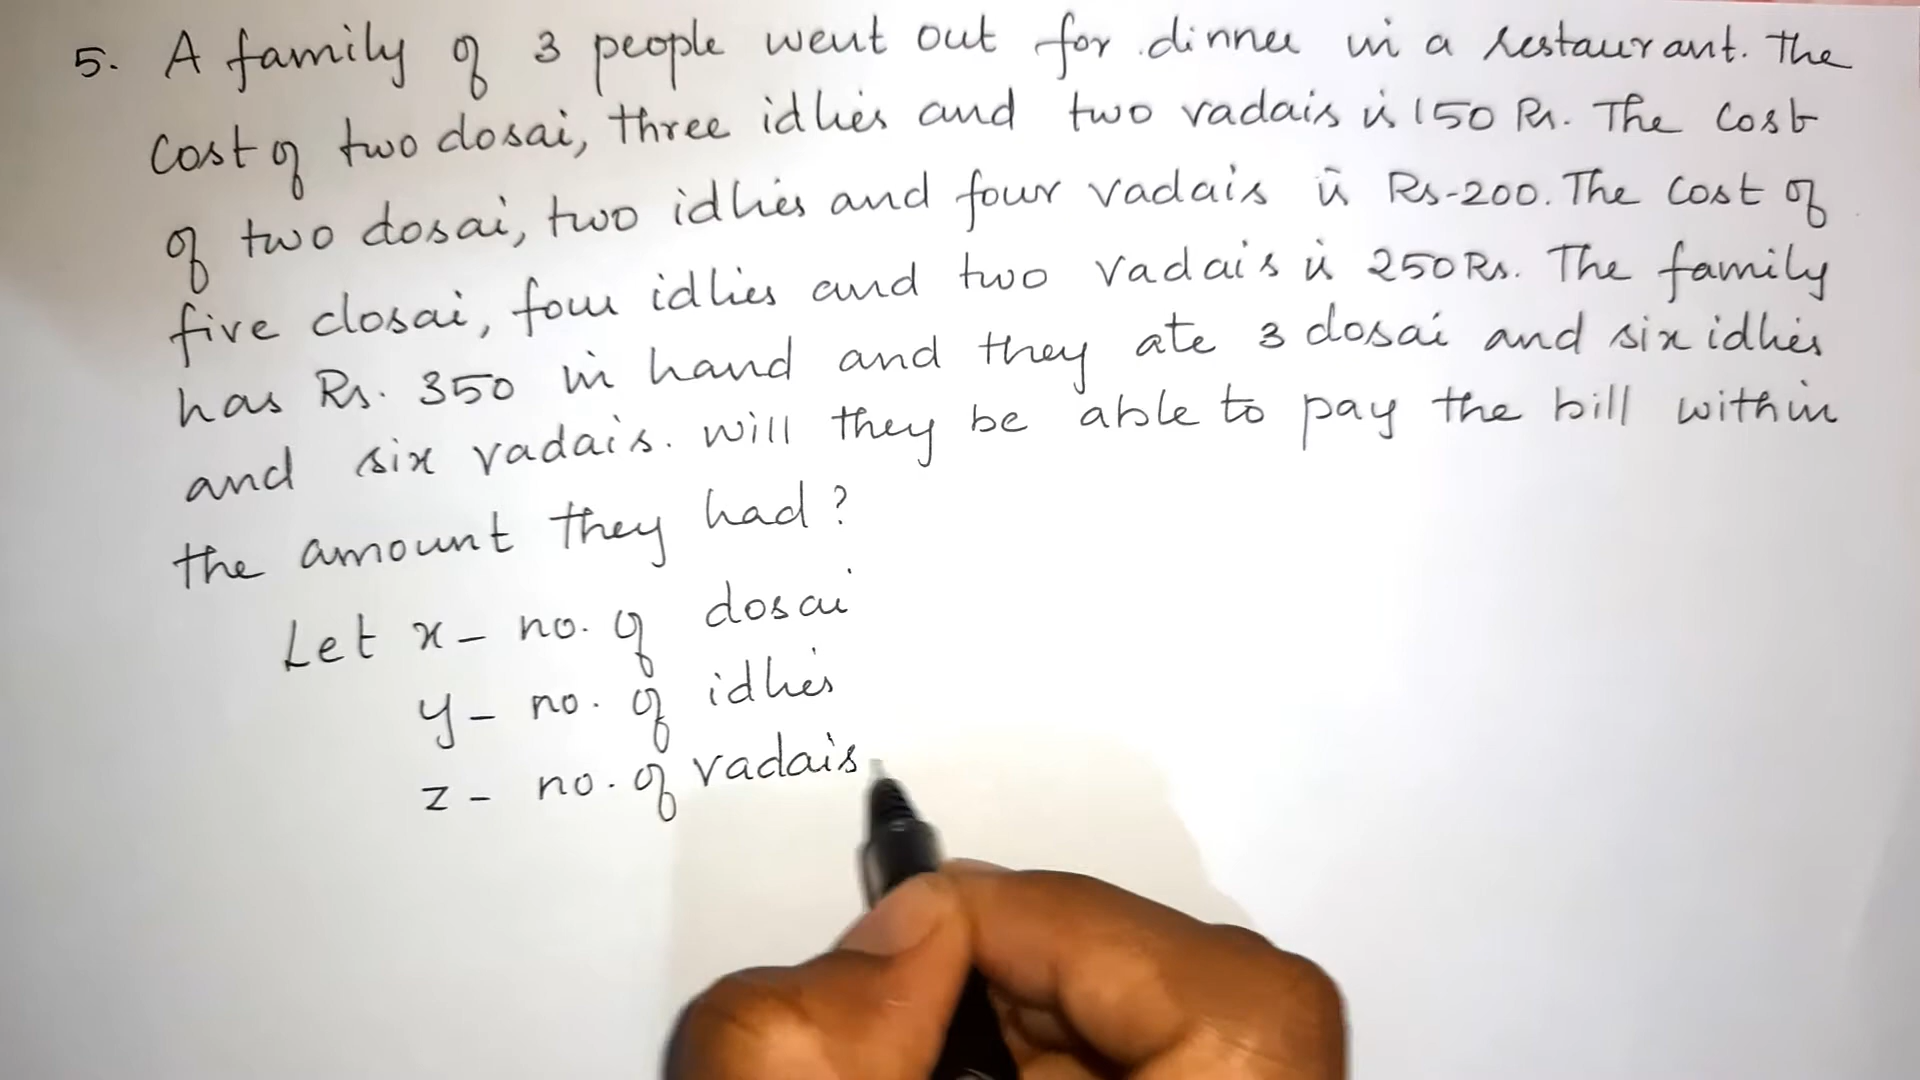 5. A family of 3 people went out for dinner in a restaurant. The
cost of two dosai, three idlies and two vadais is 150 Rs. The cost
of two dosai, two idlies and four vadais is Rs-200. The cost of
five dosai, four idlies and two vadais is 250 Rs. The family
has Rs. 350 in hand and they ate 3 dosai and six idlies
and six vadais. Will they be able to pay the bill within
the amount they had?
Let x - no. of dosai
y - no. of idlies
z - no. of vadais